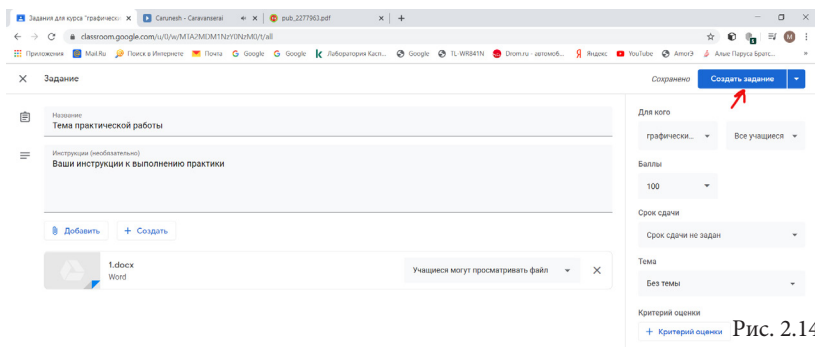 Задания для курса "графически
Carunesh - Caravanserai
pub_2277963.pdf
classroom.google.com/u/0/w/MTA2MDM1NzY0NzM0/t/all
Приложения Mail.Ru Поиск в Интернете Почта Google Google Лаборатория Касп... Google TL-WR841N Drom.ru - автомоб... Яндекс YouTube АmorЭ Алые Паруса Братс... »
Задание
Сохранено
Создать задание
Название
Тема практической работы
Инструкции (необязательно)
Ваши инструкции к выполнению практики
Добавить
+ Создать
1.docx
Word
Учащиеся могут просматривать файл
Для кого
графически...
Все учащиеся
Баллы
100
Срок сдачи
Срок сдачи не задан
Тема
Без темы
Критерий оценки
+ Критерий оценки
Рис. 2.14